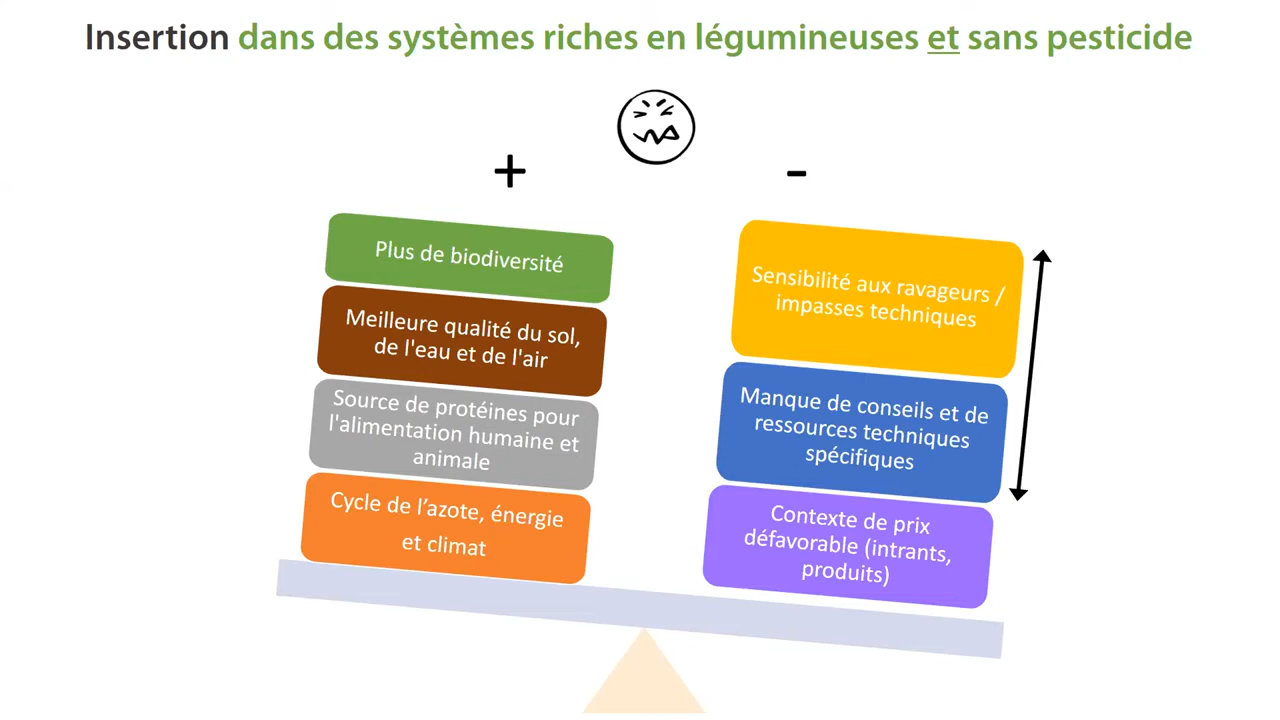 Insertion dans des systèmes riches en légumineuses et sans pesticide
+
-
Plus de biodiversité
Meilleure qualité du sol,
de l'eau et de l'air
Source de protéines pour
l'alimentation humaine et
animale
Cycle de l’azote, énergie
et climat
Sensibilité aux ravageurs /
impasses techniques
Manque de conseils et de
ressources techniques
spécifiques
Contexte de prix
défavorable (intrants,
produits)